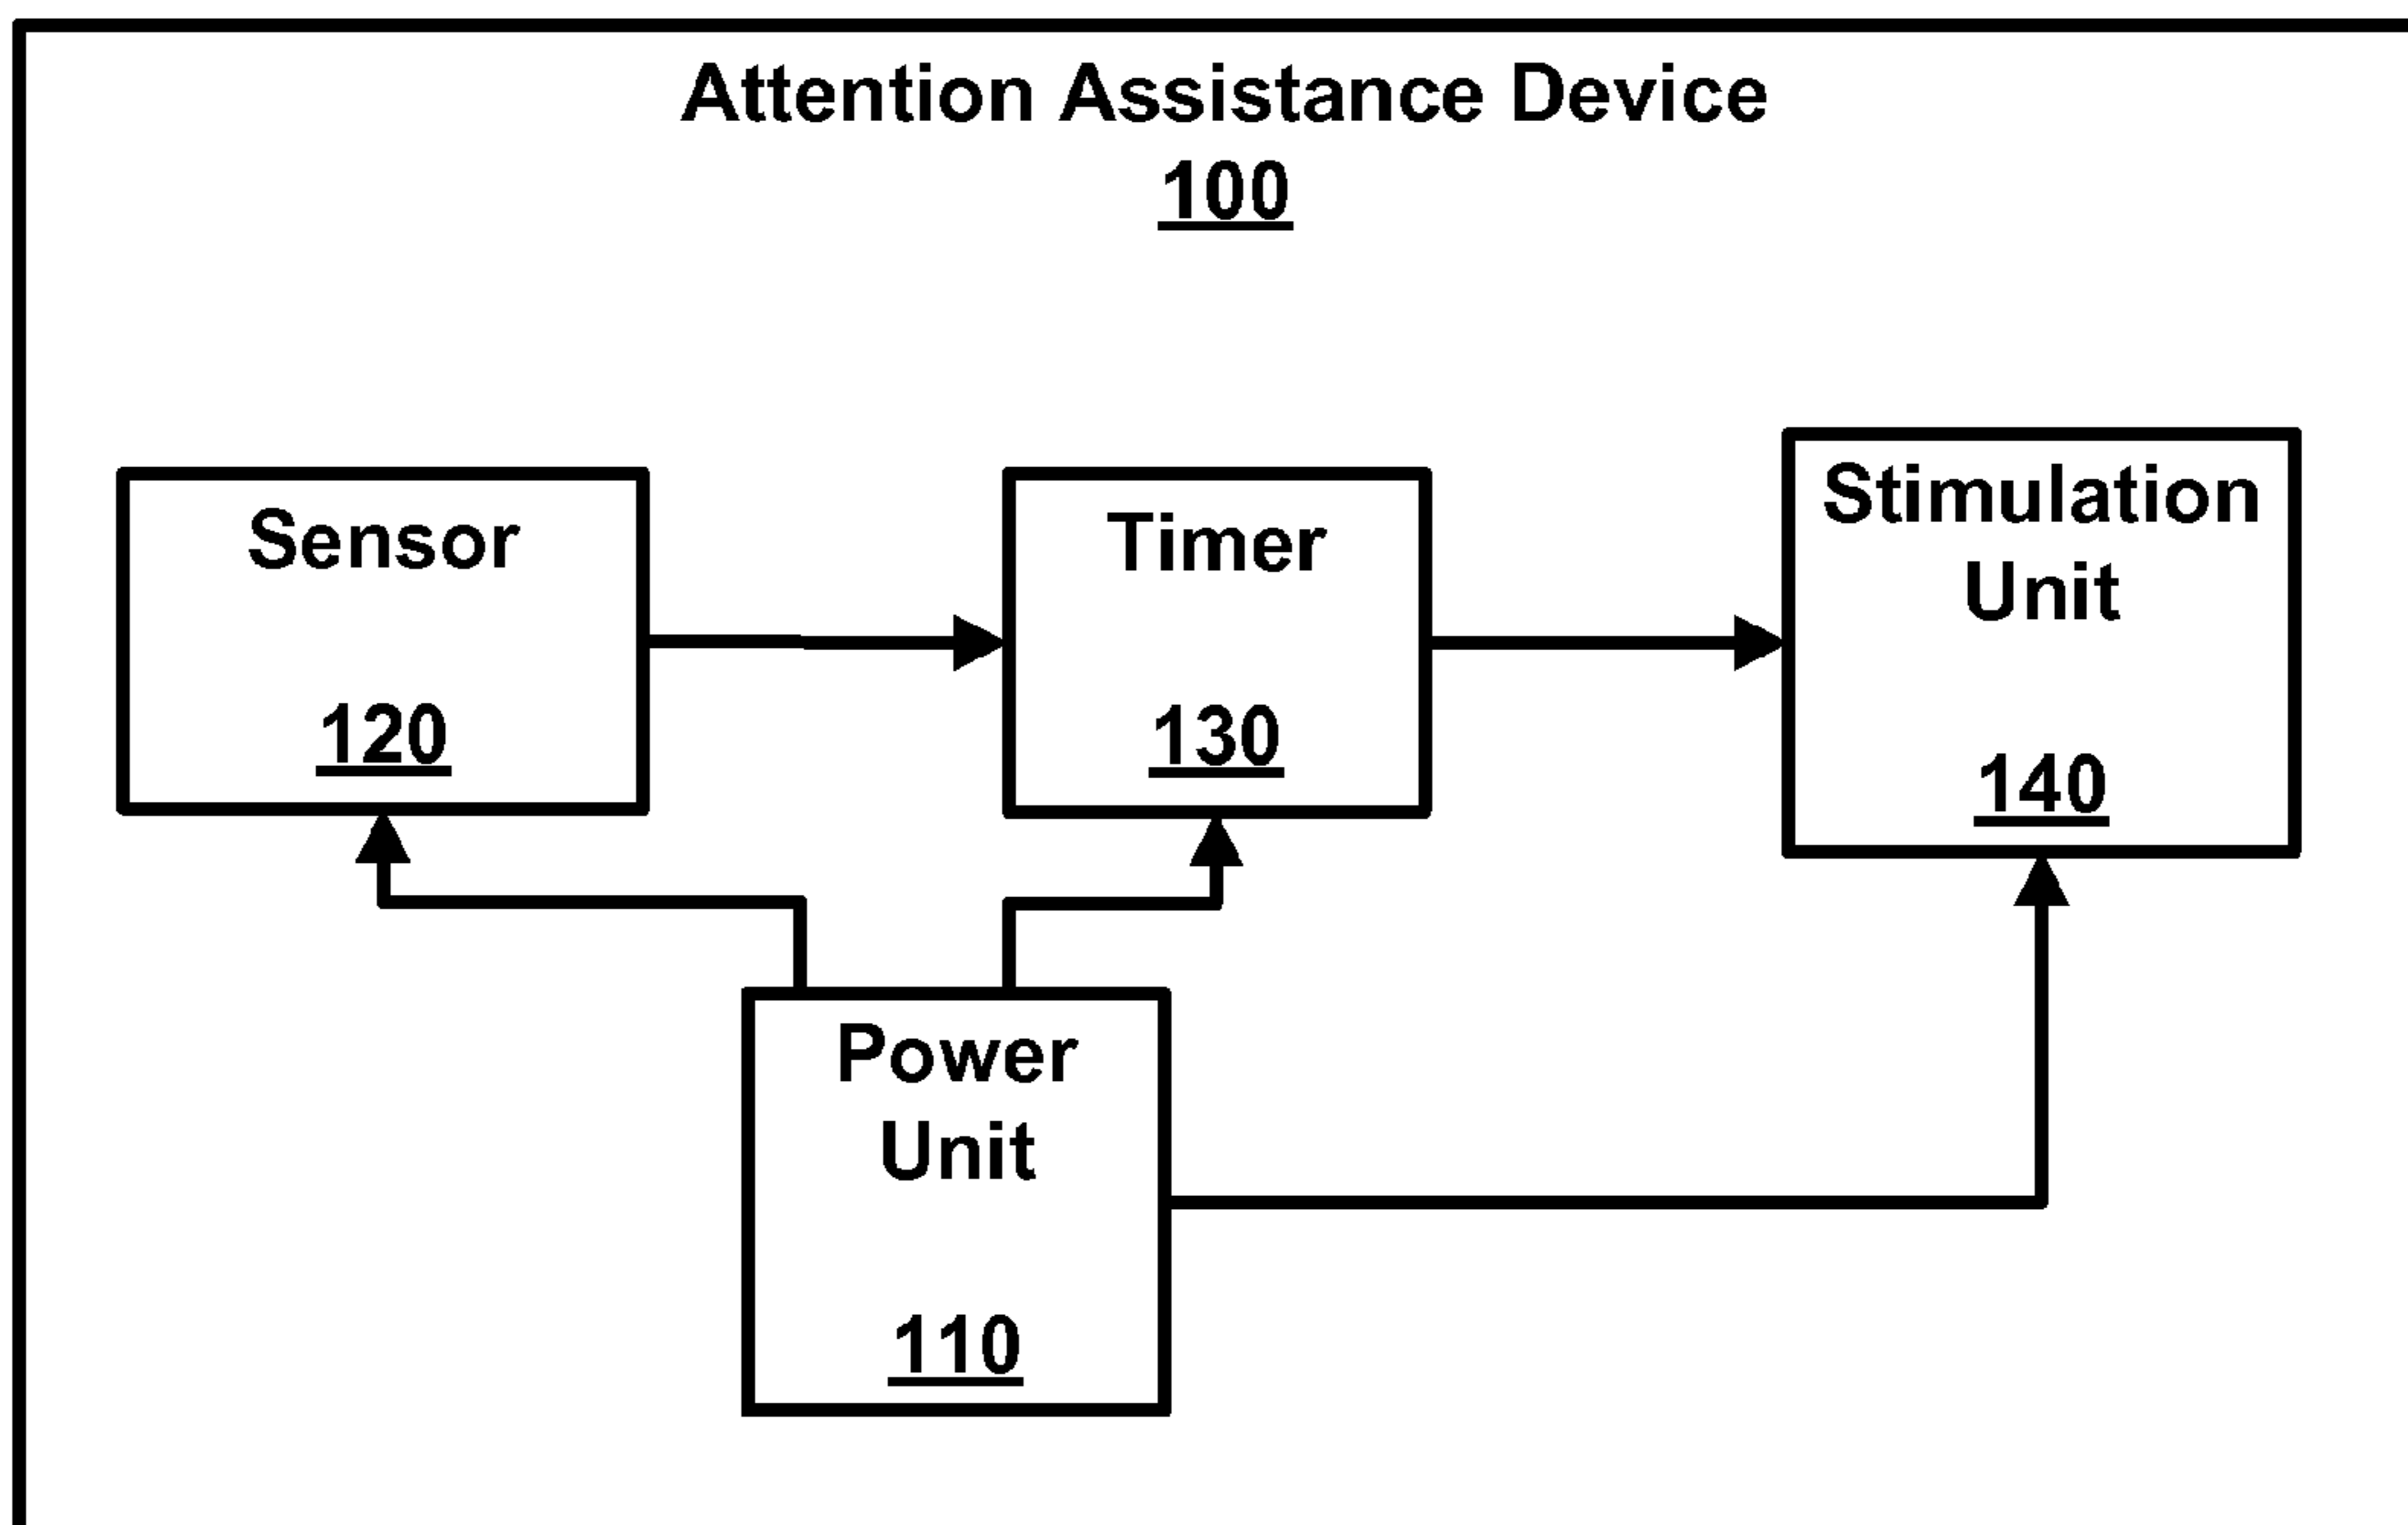 Attention Assistance Device
100
Sensor
120
Timer
130
Stimulation
Unit
140
Power
Unit
110